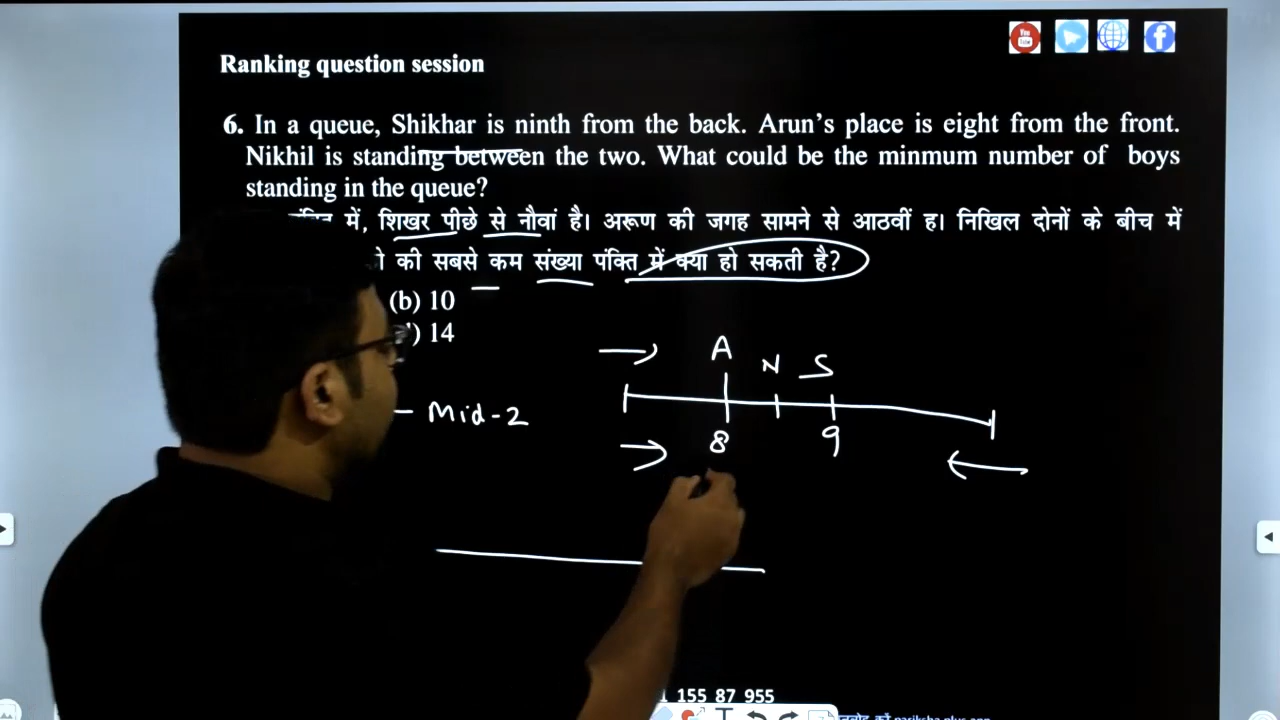 Ranking question session
6. In a queue, Shikhar is ninth from the back. Arun's place is eight from the front.
Nikhil is standing between the two. What could be the minmum number of boys
standing in the queue?
में, शिखर पीछे से नौवां है। अरूण की जगह सामने से आठवीं ह। निखिल दोनों के बीच में
की सबसे कम संख्या पंक्ति में क्या हो सकती है?
(b) 10
14
A N S
- Mid-2
8 9
155 87 955